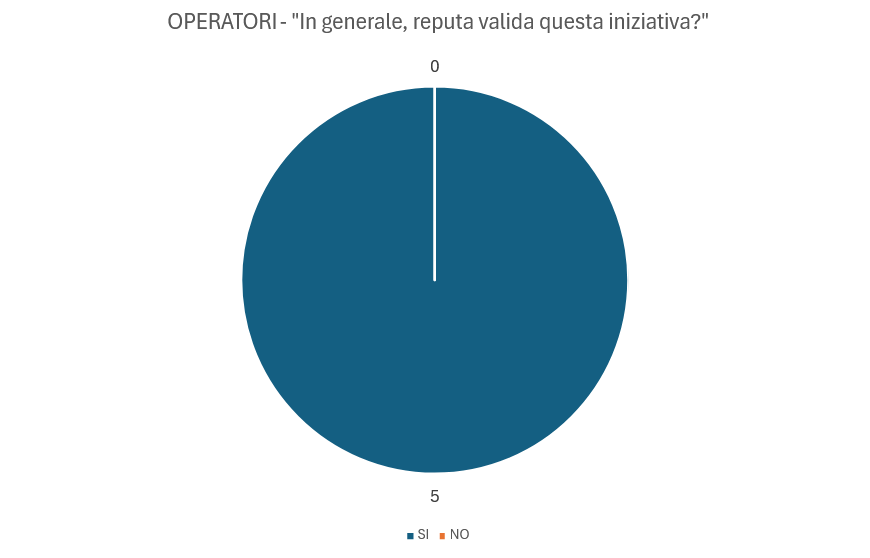 OPERATORI - "In generale, reputa valida questa iniziativa?"
0
5
SI NO